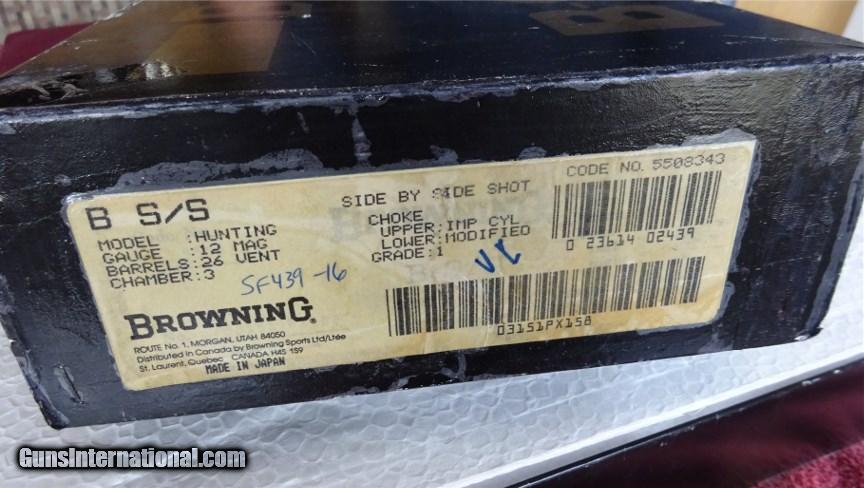 B S/S
SIDE BY SIDE SHOT
CODE NO. 5508343
MODEL :HUNTING
GAUGE :12 MAG
BARRELS:26 VENT
CHAMBER:3
CHOKE
UPPER:IMP CYL
LOWER:MODIFIED
GRADE:1
0 23614 02439
SF439-16
BROWNING
ROUTE No. 1, MORGAN, UTAH 84050
Distributed in Canada by Browning Sports Ltd/Ltée
St. Laurent, Quebec CANADA H4S 1S9
MADE IN JAPAN
03151PX158
GunsInternational.com